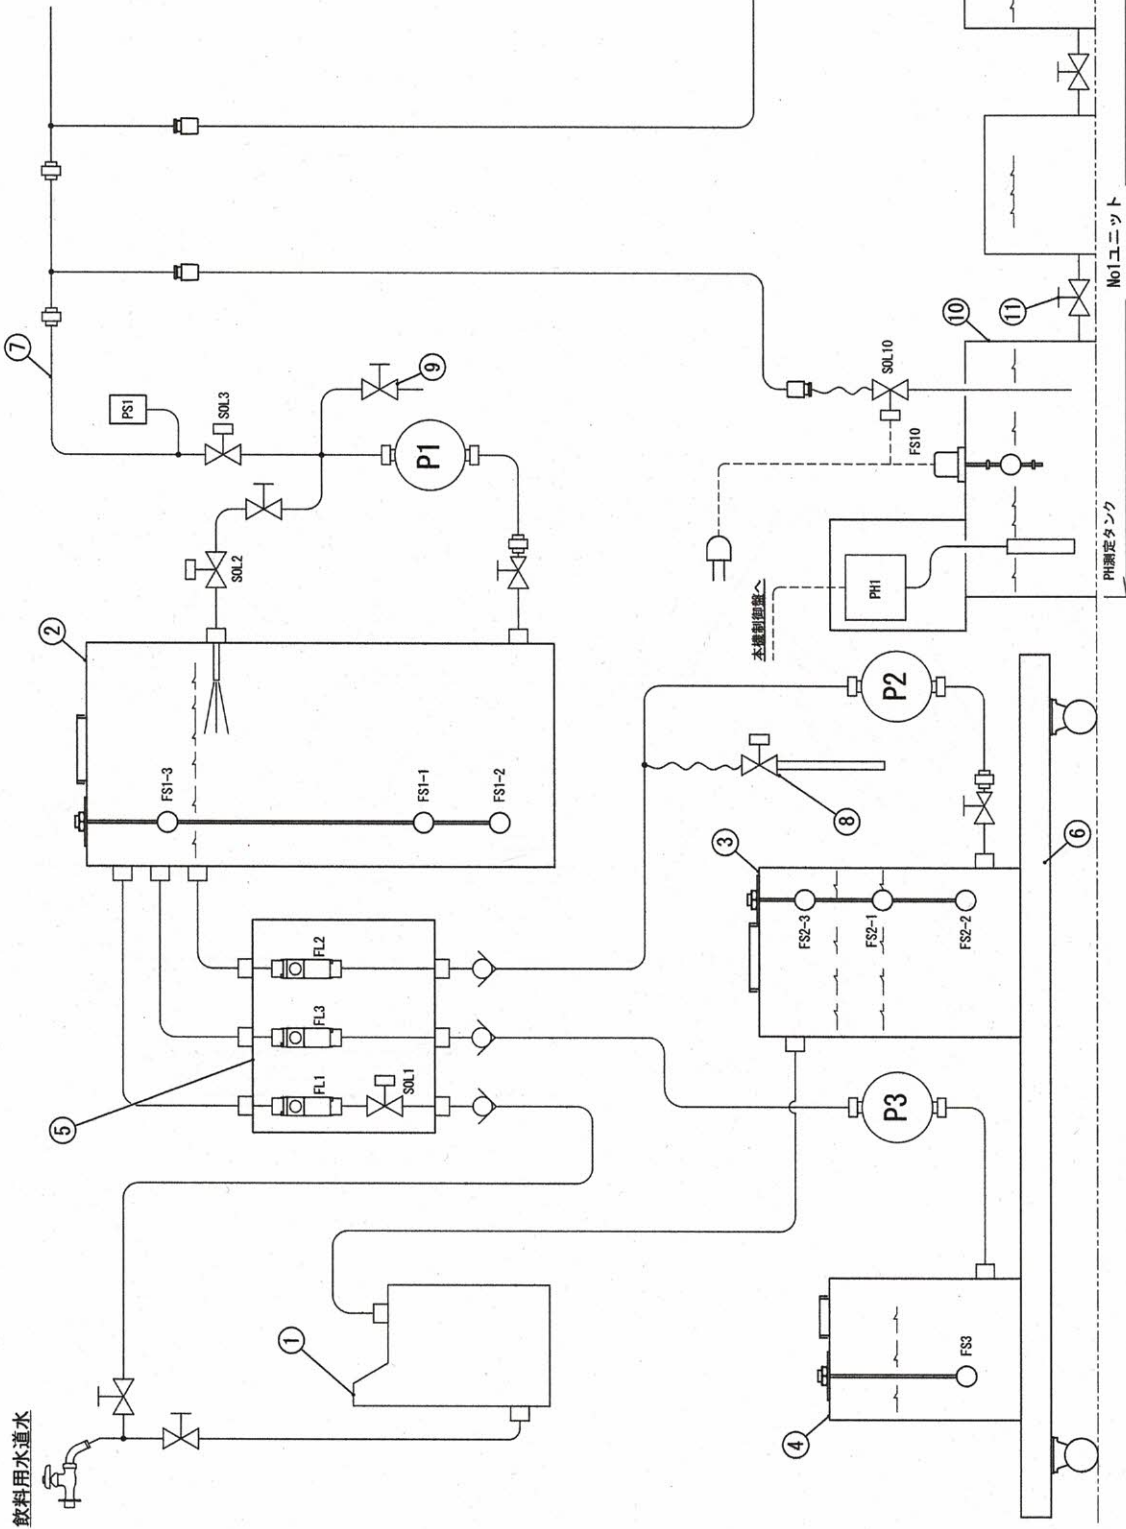 飲料用水道水
①
②
③
④
⑤
⑥
⑦
⑧
⑨
⑩
⑪
FL1
FL3
FL2
SOL1
FS1-3
FS1-1
FS1-2
SOL2
SOL3
PS1
P1
P2
P3
FS2-3
FS2-1
FS2-2
FS3
本機制御盤へ
PH1
FS10
SOL10
PH測定タンク
No1ユニット